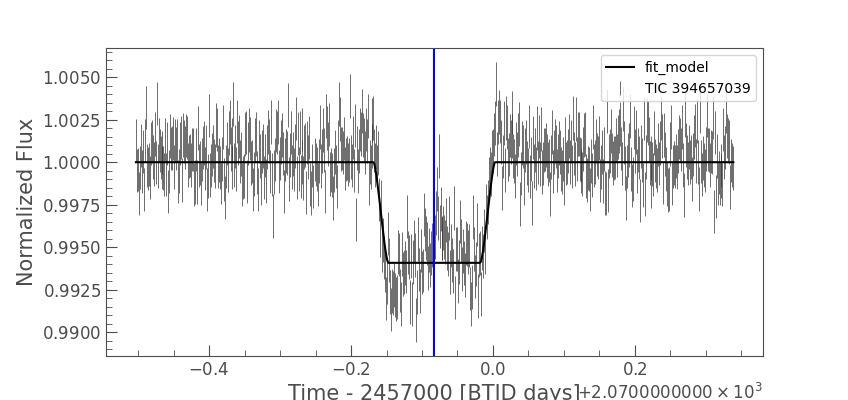 fit_model
TIC 394657039
1.0050
1.0025
1.0000
0.9975
0.9950
0.9925
0.9900
Normalized Flux
−0.4 −0.2 0.0 0.2
Time - 2457000 [BTJD days]
+2.0700000000 × 10³